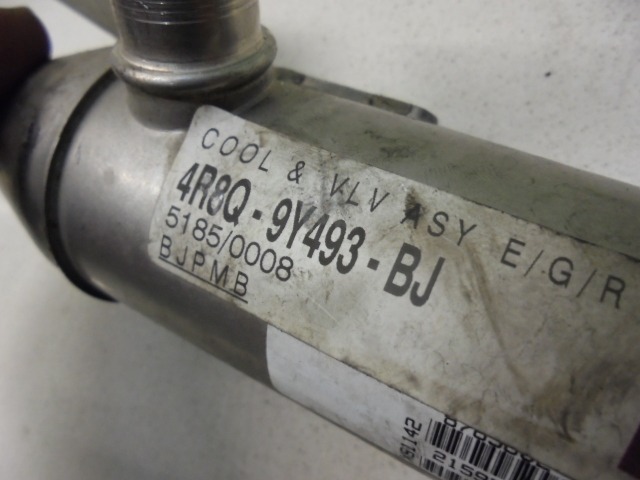 COOL & VLV ASY E/G/R
4R8Q-9Y493-BJ
5185/0008
BJPMB